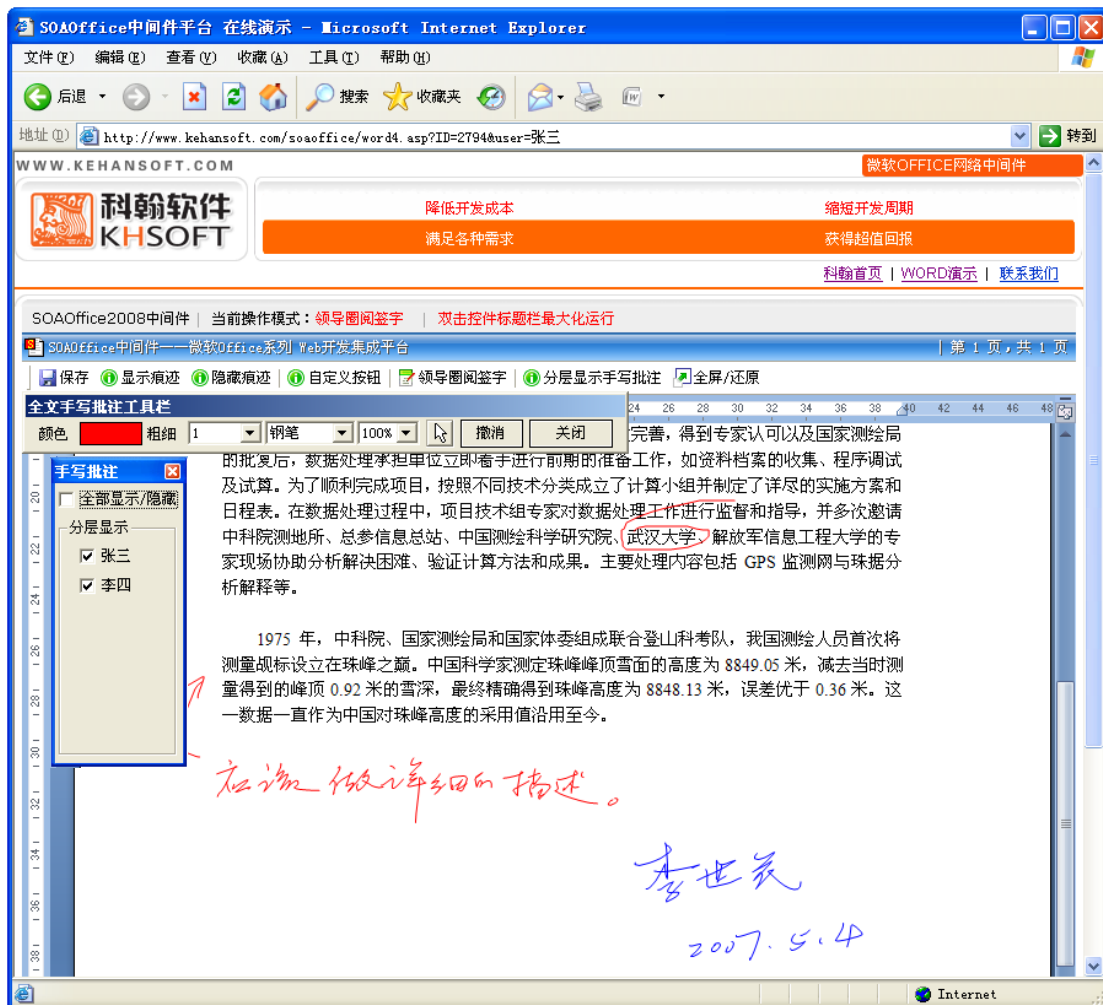 SOAOffice中间件平台 在线演示 - Microsoft Internet Explorer
文件(F) 编辑(E) 查看(V) 收藏(A) 工具(T) 帮助(H)
后退 搜索 收藏夹
地址(D) http://www.kehansoft.com/soaoffice/word4.asp?ID=2794&user=张三 转到
WWW.KEHANSOFT.COM 微软OFFICE网络中间件
科翰软件
KHSOFT
降低开发成本 缩短开发周期
满足各种需求 获得超值回报
科翰首页 | WORD演示 | 联系我们
SOAOffice2008中间件 | 当前操作模式：领导圈阅签字 | 双击控件标题栏最大化运行
SOAOffice中间件——微软Office系列 Web开发集成平台 | 第 1 页,共 1 页
保存 显示痕迹 隐藏痕迹 | 自定义按钮 | 领导圈阅签字 | 分层显示手写批注 全屏/还原
全文手写批注工具栏
24 26 28 30 32 34 36 38 40 42 44 46 48
颜色 粗细 1 钢笔 100% 撤消 关闭
完善，得到专家认可以及国家测绘局
的批复后，数据处理承担单位立即着手进行前期的准备工作，如资料档案的收集、程序调试
及试算。为了顺利完成项目，按照不同技术分类成立了计算小组并制定了详尽的实施方案和
日程表。在数据处理过程中，项目技术组专家对数据处理工作进行监督和指导，并多次邀请
中科院测地所、总参信息总站、中国测绘科学研究院、武汉大学、解放军信息工程大学的专
家现场协助分析解决困难、验证计算方法和成果。主要处理内容包括 GPS 监测网与珠据分
析解释等。
手写批注
全部显示/隐藏
分层显示
张三
李四
20
22
24
26
28
30
32
34
36
38
1975 年，中科院、国家测绘局和国家体委组成联合登山科考队，我国测绘人员首次将
测量觇标设立在珠峰之巅。中国科学家测定珠峰峰顶雪面的高度为 8849.05 米，减去当时测
量得到的峰顶 0.92 米的雪深，最终精确得到珠峰高度为 8848.13 米，误差优于 0.36 米。这
一数据一直作为中国对珠峰高度的采用值沿用至今。
应该做详细的描述。
李世
2007.5.4
Internet